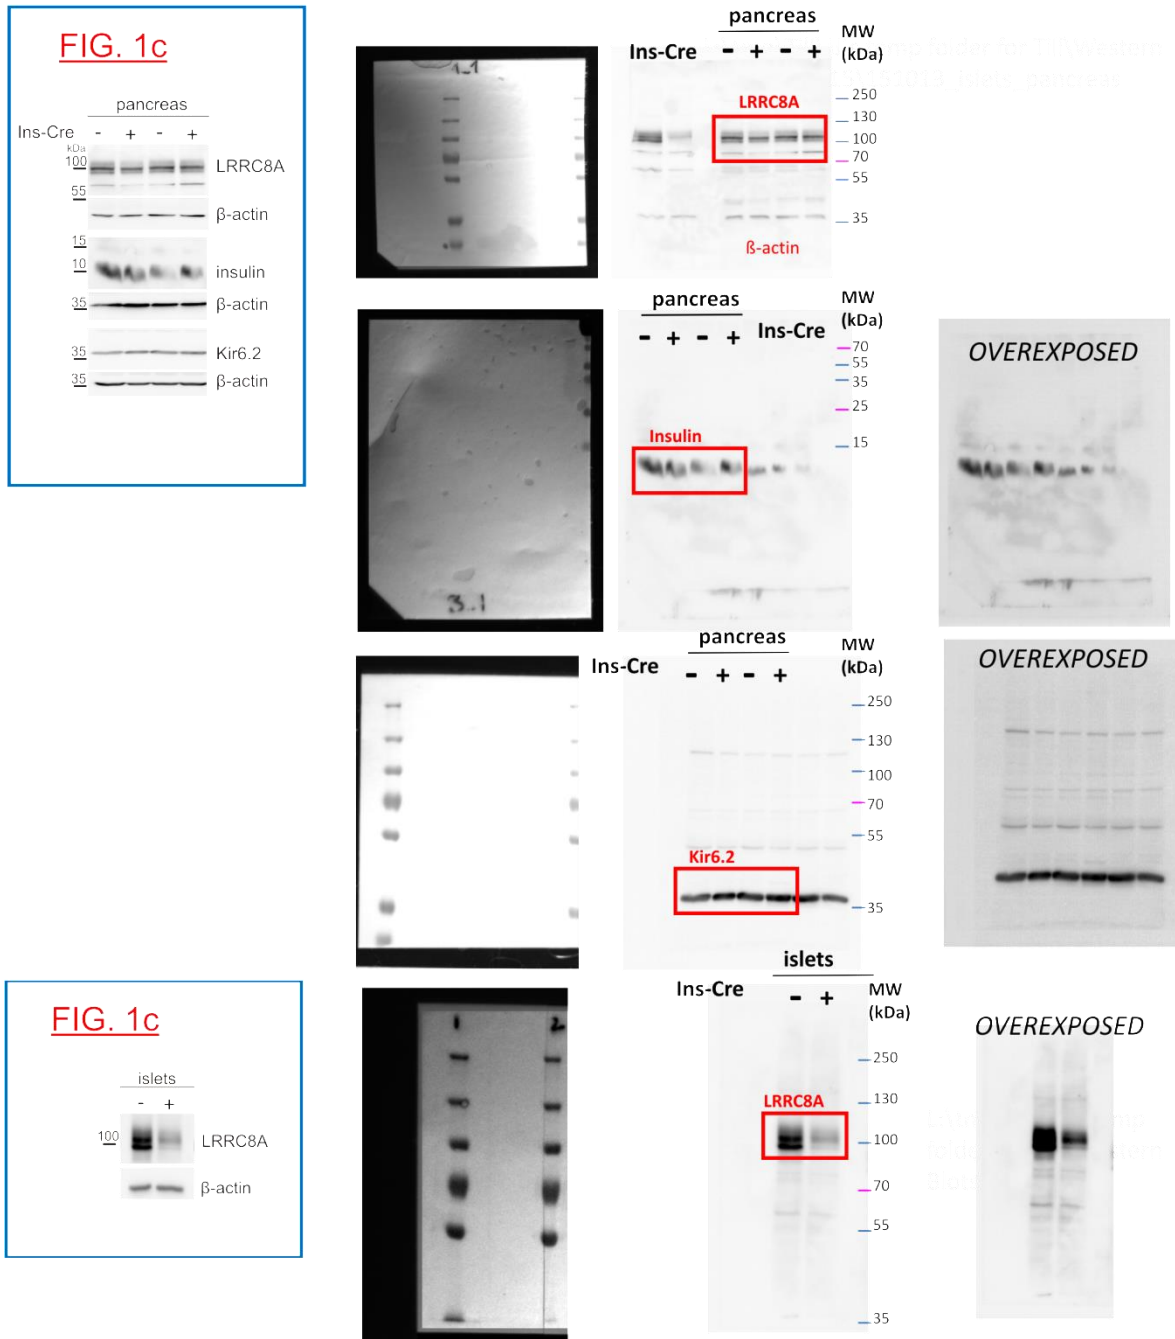 FIG. 1c
pancreas
Ins-Cre - + - +
kDa
100
LRRC8A
55
β-actin
15
10
insulin
35
β-actin
35
Kir6.2
35
β-actin
1_1
pancreas
Ins-Cre - + - +
MW
(kDa)
LRRC8A
250
130
100
70
55
35
ß-actin
3_1
pancreas
- + - + Ins-Cre
MW
(kDa)
70
55
35
25
15
Insulin
OVEREXPOSED
pancreas
Ins-Cre - + - +
MW
(kDa)
250
130
100
70
55
35
Kir6.2
OVEREXPOSED
FIG. 1c
islets
- +
100
LRRC8A
β-actin
1 2
islets
Ins-Cre - +
MW
(kDa)
250
130
100
70
55
35
LRRC8A
OVEREXPOSED